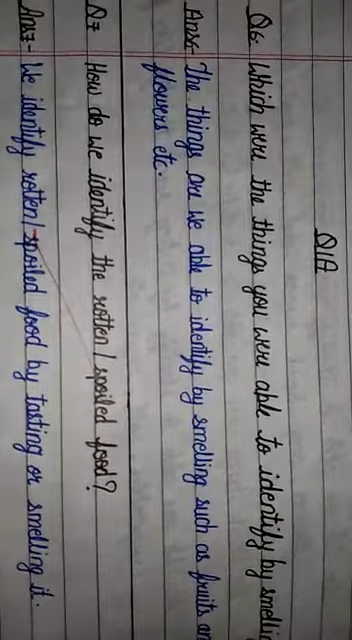 Q/A
Q6. Which were the things you were able to identify by
Ans6- The things are we able to identify by smelling such as fruits
flowers etc.
Q7 How do we identify the rotten/spoiled food?
Ans7:- We identify rotten/spoiled food by tasting or smelling it.